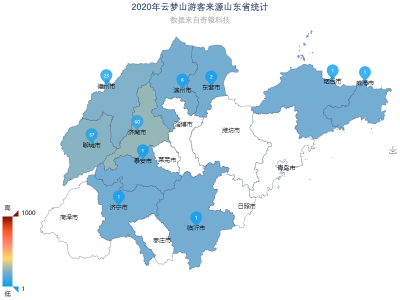 2020年云梦山游客来源山东省统计
数据来自奇锦科技
1
1
2
6
25
德州市
滨州市
东营市
烟台市
威海市
50
济南市
淄博市
潍坊市
37
聊城市
1
泰安市
莱芜市
青岛市
1
济宁市
日照市
菏泽市
1
临沂市
枣庄市
高
1000
1
低